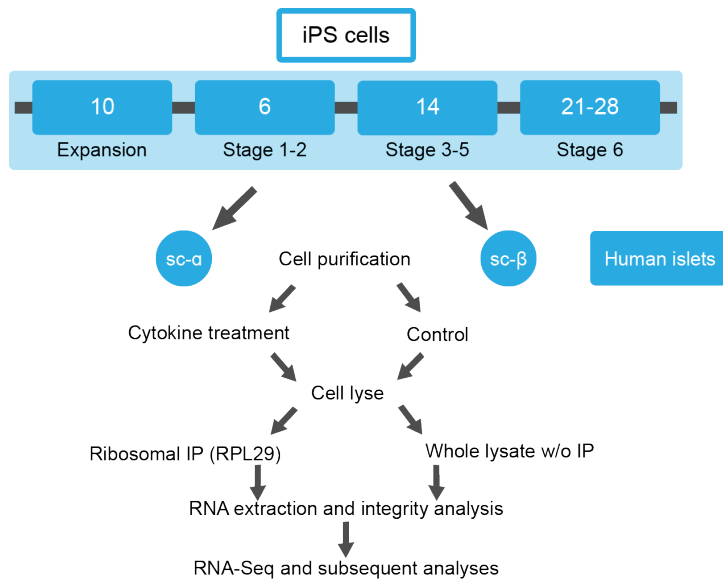 iPS cells
10
6
14
21-28
Expansion
Stage 1-2
Stage 3-5
Stage 6
sc-α
Cell purification
sc-β
Human islets
Cytokine treatment
Control
Cell lyse
Ribosomal IP (RPL29)
Whole lysate w/o IP
RNA extraction and integrity analysis
RNA-Seq and subsequent analyses